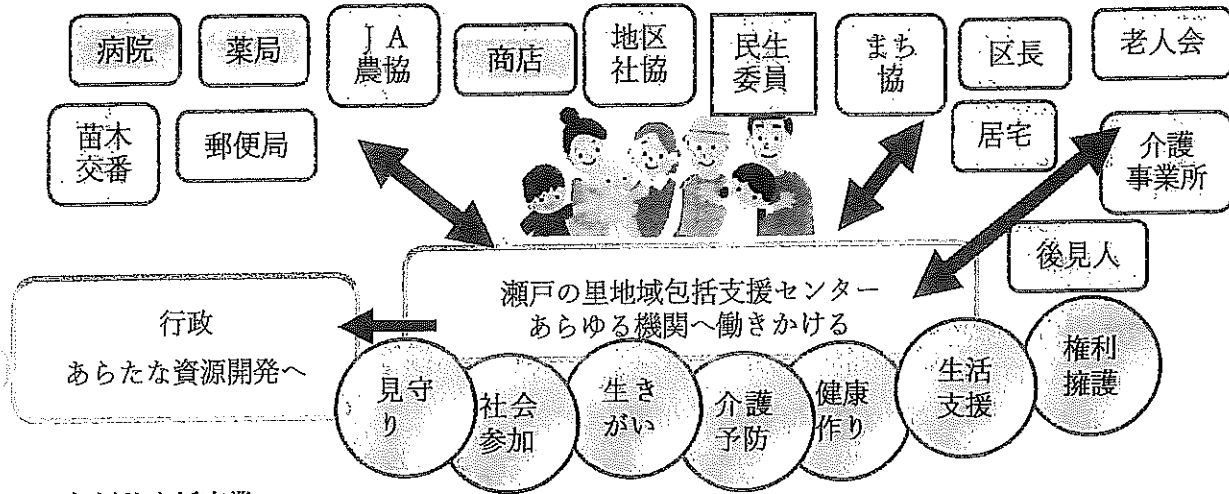 病院
薬局
ＪＡ
農協
商店
地区
社協
民生
委員
まち
協
区長
老人会
苗木
交番
郵便局
居宅
介護
事業所
後見人
瀬戸の里地域包括支援センター
あらゆる機関へ働きかける
行政
あらたな資源開発へ
見守
り
社会
参加
生き
がい
介護
予防
健康
作り
生活
支援
権利
擁護